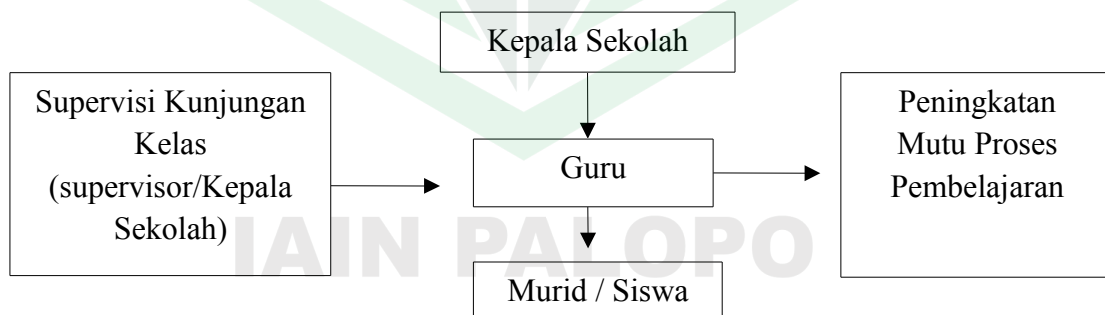 Kepala Sekolah
Supervisi Kunjungan
Kelas
(supervisor/Kepala
Sekolah)
Guru
Peningkatan
Mutu Proses
Pembelajaran
IAIN PALOPO
Murid / Siswa